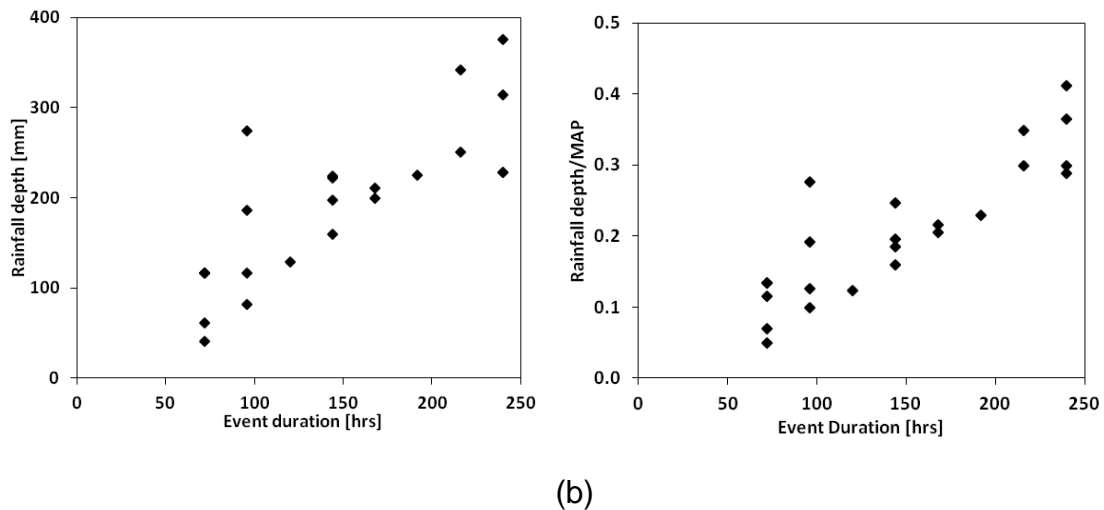 400
300
200
100
0
Rainfall depth [mm]
0 50 100 150 200 250
Event duration [hrs]
0.5
0.4
0.3
0.2
0.1
0.0
Rainfall depth/MAP
0 50 100 150 200 250
Event Duration [hrs]
(b)